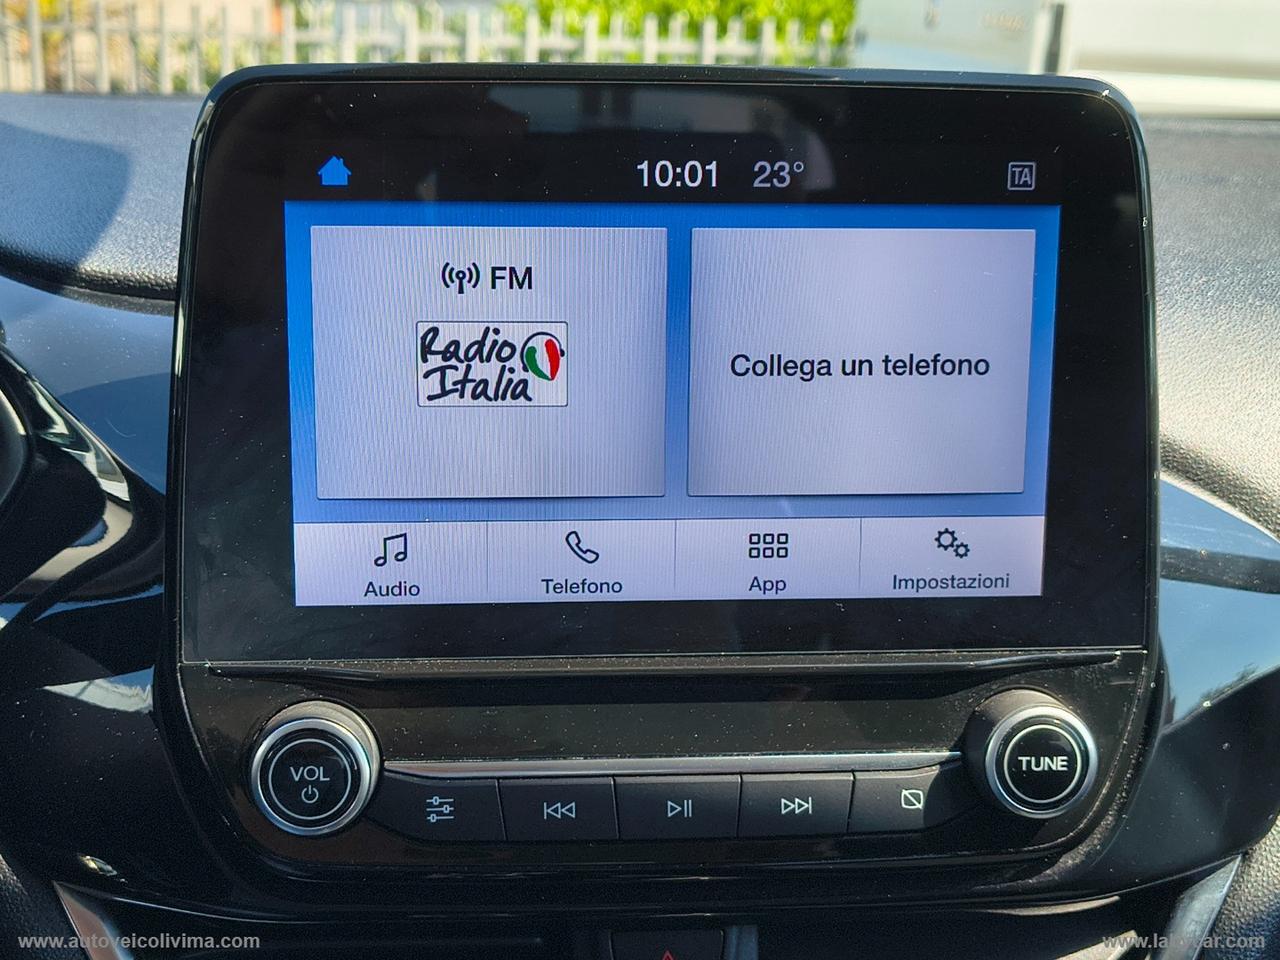 10:01 23°
TA
FM
Radio
Italia
Collega un telefono
Audio
Telefono
App
Impostazioni
VOL
TUNE
www.autoveicolivima.com